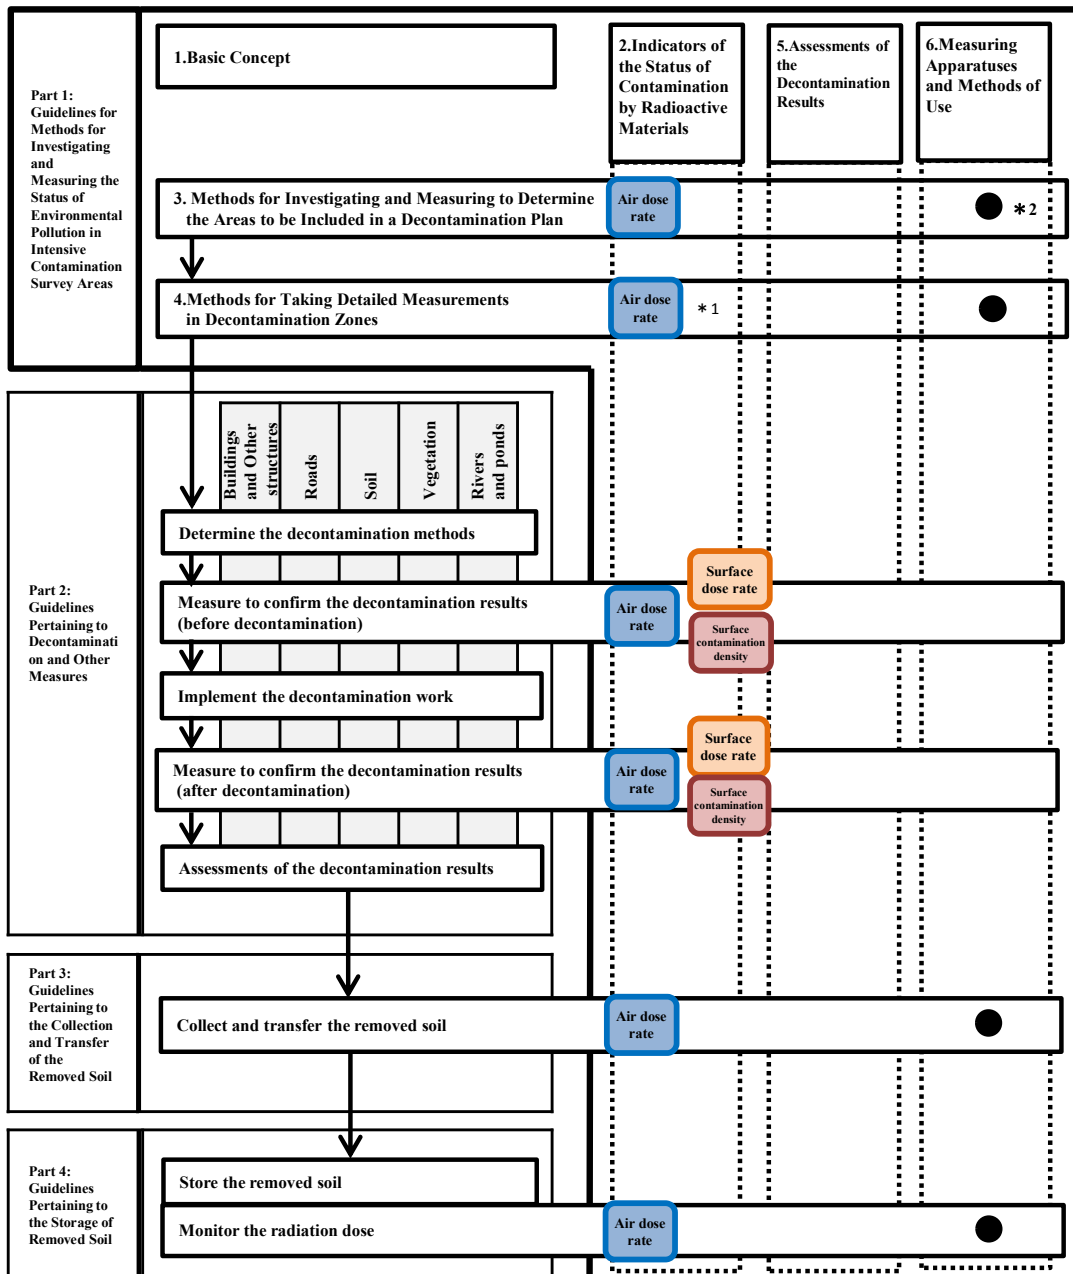 Part 1:
Guidelines for
Methods for
Investigating
and
Measuring the
Status of
Environmental
Pollution in
Intensive
Contamination
Survey Areas
1.Basic Concept
2.Indicators of
the Status of
Contamination
by Radioactive
Materials
5.Assessments of
the
Decontamination
Results
6.Measuring
Apparatuses
and Methods of
Use
3. Methods for Investigating and Measuring to Determine
the Areas to be Included in a Decontamination Plan
Air dose
rate
*2
4.Methods for Taking Detailed Measurements
in Decontamination Zones
Air dose
rate
*1
Part 2:
Guidelines
Pertaining to
Decontaminati
on and Other
Measures
Buildings
and Other
structures
Roads
Soil
Vegetation
Rivers
and ponds
Determine the decontamination methods
Measure to confirm the decontamination results
(before decontamination)
Air dose
rate
Surface
dose rate
Surface
contamination
density
Implement the decontamination work
Measure to confirm the decontamination results
(after decontamination)
Air dose
rate
Surface
dose rate
Surface
contamination
density
Assessments of the decontamination results
Part 3:
Guidelines
Pertaining to
the Collection
and Transfer
of the
Removed Soil
Collect and transfer the removed soil
Air dose
rate
Part 4:
Guidelines
Pertaining to
the Storage of
Removed Soil
Store the removed soil
Monitor the radiation dose
Air dose
rate